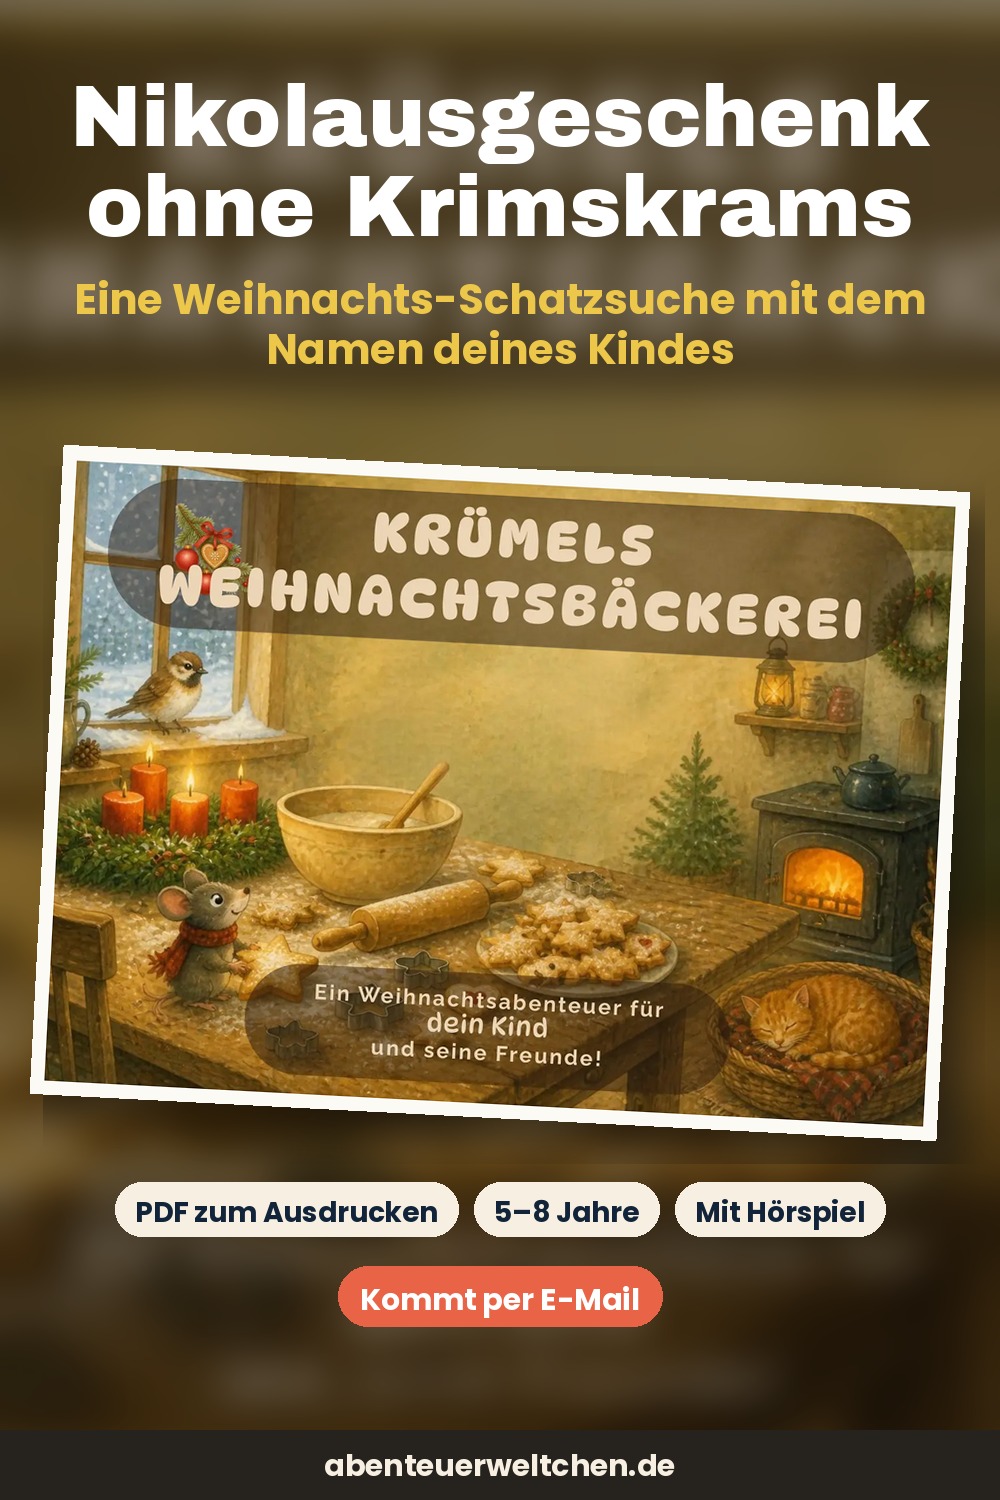 Nikolausgeschenk
ohne Krimskrams
Eine Weihnachts-Schatzsuche mit dem
Namen deines Kindes
KRÜMELS
WEIHNACHTSBÄCKEREI
Ein Weihnachtsabenteuer für
dein Kind
und seine Freunde!
PDF zum Ausdrucken
5–8 Jahre
Mit Hörspiel
Kommt per E-Mail
abenteuerweltchen.de